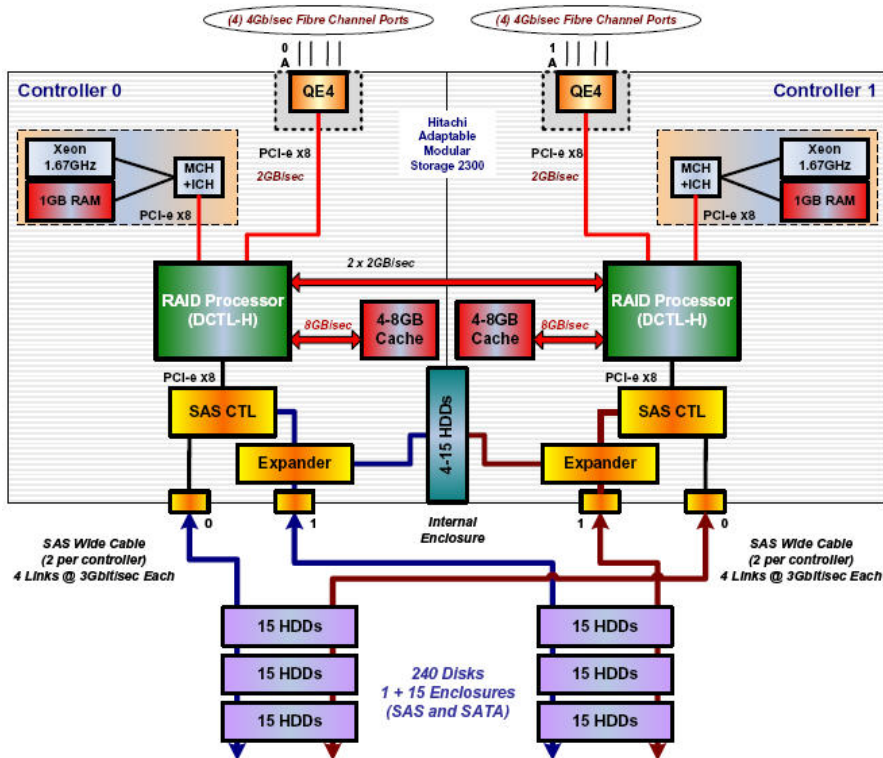 (4) 4Gb/sec Fibre Channel Ports
(4) 4Gb/sec Fibre Channel Ports
0
A
1
A
Controller 0
QE4
QE4
Controller 1
Hitachi
Adaptable
Modular
Storage 2300
Xeon
1.67GHz
1GB RAM
MCH
+ICH
PCI-e x8
PCI-e x8
2GB/sec
PCI-e x8
2GB/sec
MCH
+ICH
Xeon
1.67GHz
1GB RAM
PCI-e x8
2 x 2GB/sec
RAID Processor
(DCTL-H)
8GB/sec
4-8GB
Cache
4-8GB
Cache
8GB/sec
RAID Processor
(DCTL-H)
PCI-e x8
PCI-e x8
SAS CTL
SAS CTL
4-15 HDDs
Expander
Expander
0
1
1
0
Internal
Enclosure
SAS Wide Cable
(2 per controller)
4 Links @ 3Gbit/sec Each
SAS Wide Cable
(2 per controller)
4 Links @ 3Gbit/sec Each
15 HDDs
15 HDDs
15 HDDs
240 Disks
1 + 15 Enclosures
(SAS and SATA)
15 HDDs
15 HDDs
15 HDDs